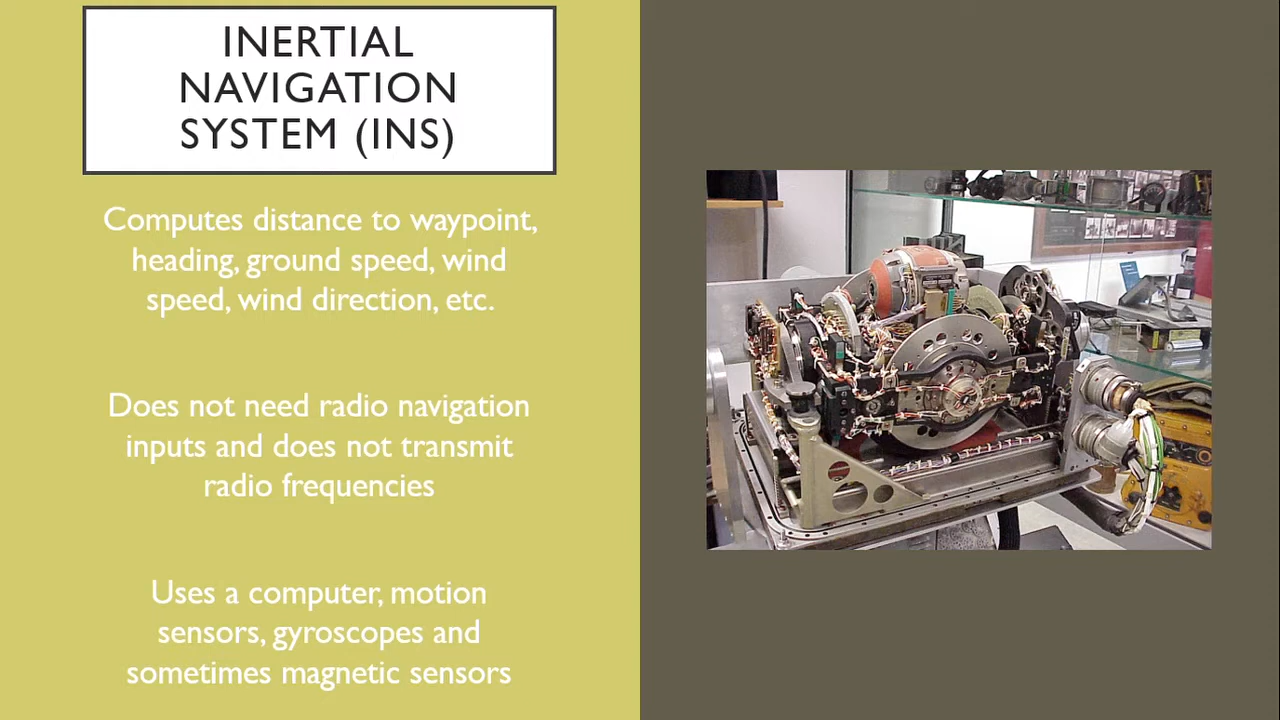 INERTIAL
NAVIGATION
SYSTEM (INS)
Computes distance to waypoint,
heading, ground speed, wind
speed, wind direction, etc.
Does not need radio navigation
inputs and does not transmit
radio frequencies
Uses a computer, motion
sensors, gyroscopes and
sometimes magnetic sensors